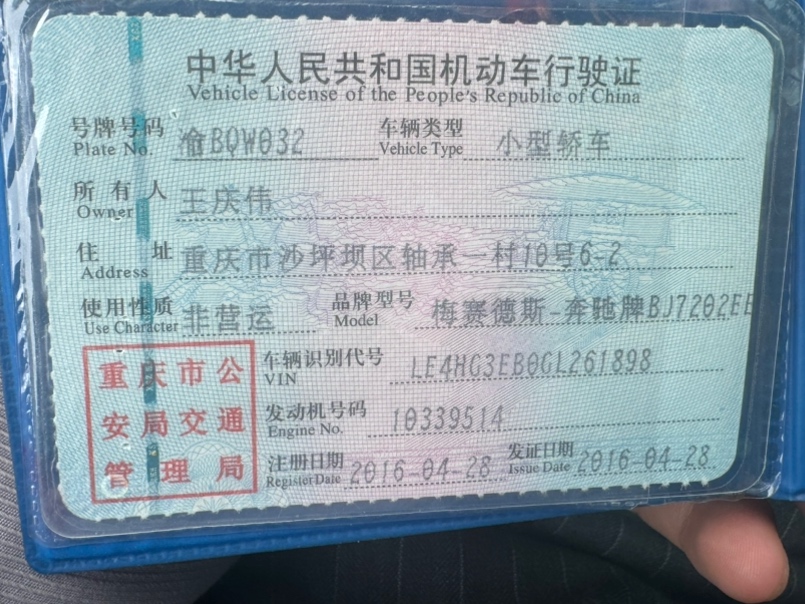 中华人民共和国机动车行驶证
Vehicle License of the People's Republic of China
号牌号码 渝BQW032 车辆类型 小型轿车
Plate No. Vehicle Type
所有人 王庆伟
Owner
住址 重庆市沙坪坝区轴承一村10号6-2
Address
使用性质 非营运 品牌型号 梅赛德斯-奔驰牌BJ7202EE
Use Character Model
重庆市公
安局交通
管理局
车辆识别代号 LE4HG3EB0GL261898
VIN
发动机号码 10339514
Engine No.
注册日期 2016-04-28 发证日期 2016-04-28
Register Date Issue Date